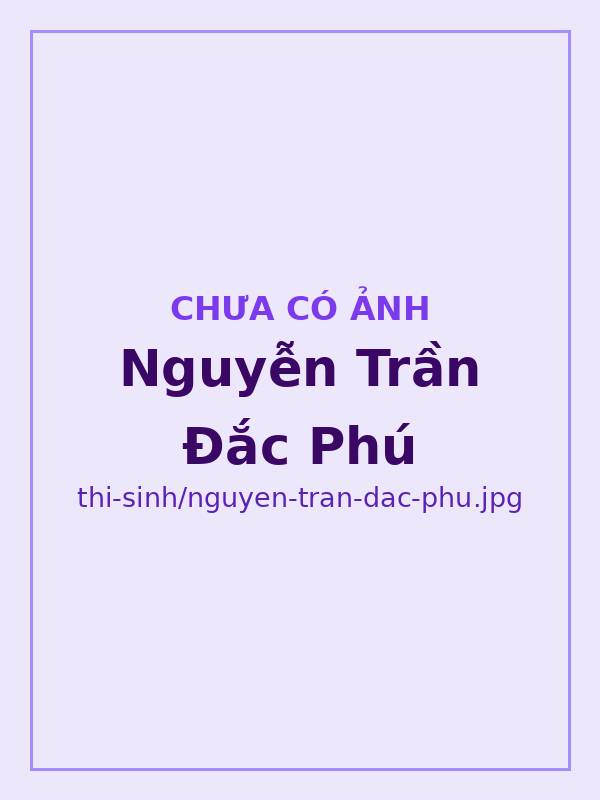 CHƯA CÓ ẢNH
Nguyễn Trần
Đắc Phú
thi-sinh/nguyen-tran-dac-phu.jpg